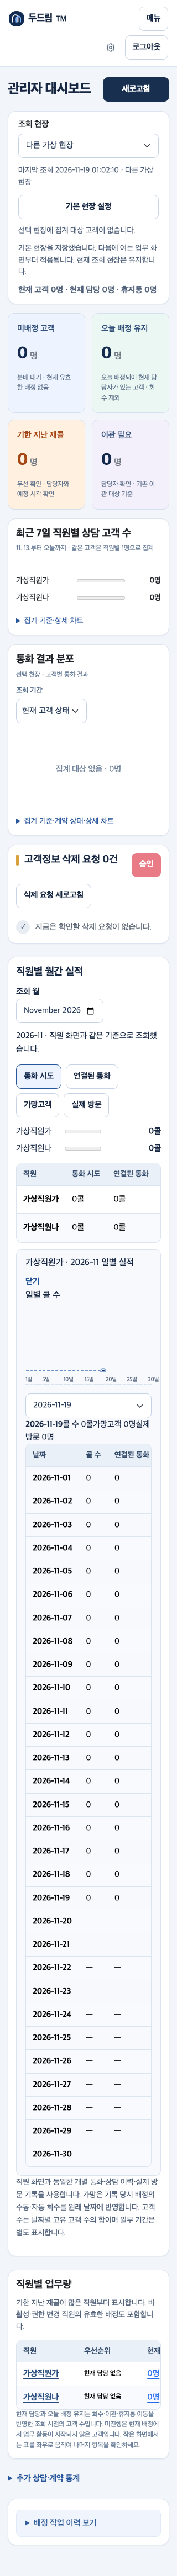 두드림 TM
메뉴
로그아웃
관리자 대시보드
새로고침
조회 현장
다른 가상 현장
마지막 조회 2026-11-19 01:02:10 · 다른 가상
현장
기본 현장 설정
선택 현장에 집계 대상 고객이 없습니다.
기본 현장을 저장했습니다. 다음에 여는 업무 화
면부터 적용됩니다. 현재 조회 현장은 유지합니
다.
현재 고객 0명 · 현재 담당 0명 · 휴지통 0명
미배정 고객
0 명
분배 대기 · 현재 유효
한 배정 없음
오늘 배정 유지
0 명
오늘 배정되어 현재 담
당자가 있는 고객 · 회
수 제외
기한 지난 재콜
0 명
우선 확인 · 담당자와
예정 시각 확인
이관 필요
0 명
담당자 확인 · 기존 이
관 대상 기준
최근 7일 직원별 상담 고객 수
11. 13.부터 오늘까지 · 같은 고객은 직원별 1명으로 집계
가상직원가 0명
가상직원나 0명
▶ 집계 기준·상세 차트
통화 결과 분포
선택 현장 · 고객별 통화 결과
조회 기간
현재 고객 상태
집계 대상 없음 · 0명
▶ 집계 기준·계약 상태·상세 차트
고객정보 삭제 요청 0건
승인
삭제 요청 새로고침
✓ 지금은 확인할 삭제 요청이 없습니다.
직원별 월간 실적
조회 월
November 2026
2026-11 · 직원 화면과 같은 기준으로 조회했
습니다.
통화 시도
연결된 통화
가망고객
실제 방문
가상직원가 0콜
가상직원나 0콜
직원 통화 시도 연결된 통화
가상직원가 0콜 0콜
가상직원나 0콜 0콜
가상직원가 · 2026-11 일별 실적
닫기
일별 콜 수
1일 5일 10일 15일 20일 25일 30일
2026-11-19
2026-11-19콜 수 0콜가망고객 0명실제
방문 0명
날짜 콜 수 연결된 통화
2026-11-01 0 0
2026-11-02 0 0
2026-11-03 0 0
2026-11-04 0 0
2026-11-05 0 0
2026-11-06 0 0
2026-11-07 0 0
2026-11-08 0 0
2026-11-09 0 0
2026-11-10 0 0
2026-11-11 0 0
2026-11-12 0 0
2026-11-13 0 0
2026-11-14 0 0
2026-11-15 0 0
2026-11-16 0 0
2026-11-17 0 0
2026-11-18 0 0
2026-11-19 0 0
2026-11-20 — —
2026-11-21 — —
2026-11-22 — —
2026-11-23 — —
2026-11-24 — —
2026-11-25 — —
2026-11-26 — —
2026-11-27 — —
2026-11-28 — —
2026-11-29 — —
2026-11-30 — —
직원 화면과 동일한 개별 통화·상담 이력·실제 방
문 기록을 사용합니다. 가망은 기록 당시 배정의
수동·자동 회수를 원래 날짜에 반영합니다. 고객
수는 날짜별 고유 고객 수의 합이며 일부 기간은
별도 표시합니다.
직원별 업무량
기한 지난 재콜이 많은 직원부터 표시합니다. 비
활성·권한 변경 직원의 유효한 배정도 포함합니
다.
직원 우선순위 현재
가상직원가 현재 담당 없음 0명
가상직원나 현재 담당 없음 0명
현재 담당과 오늘 배정 유지는 회수·이관·휴지통 이동을
반영한 조회 시점의 고객 수입니다. 미진행은 현재 배정에
서 업무 활동이 시작되지 않은 고객입니다. 작은 화면에서
는 표를 좌우로 움직여 나머지 항목을 확인하세요.
▶ 추가 상담·계약 통계
▶ 배정 작업 이력 보기